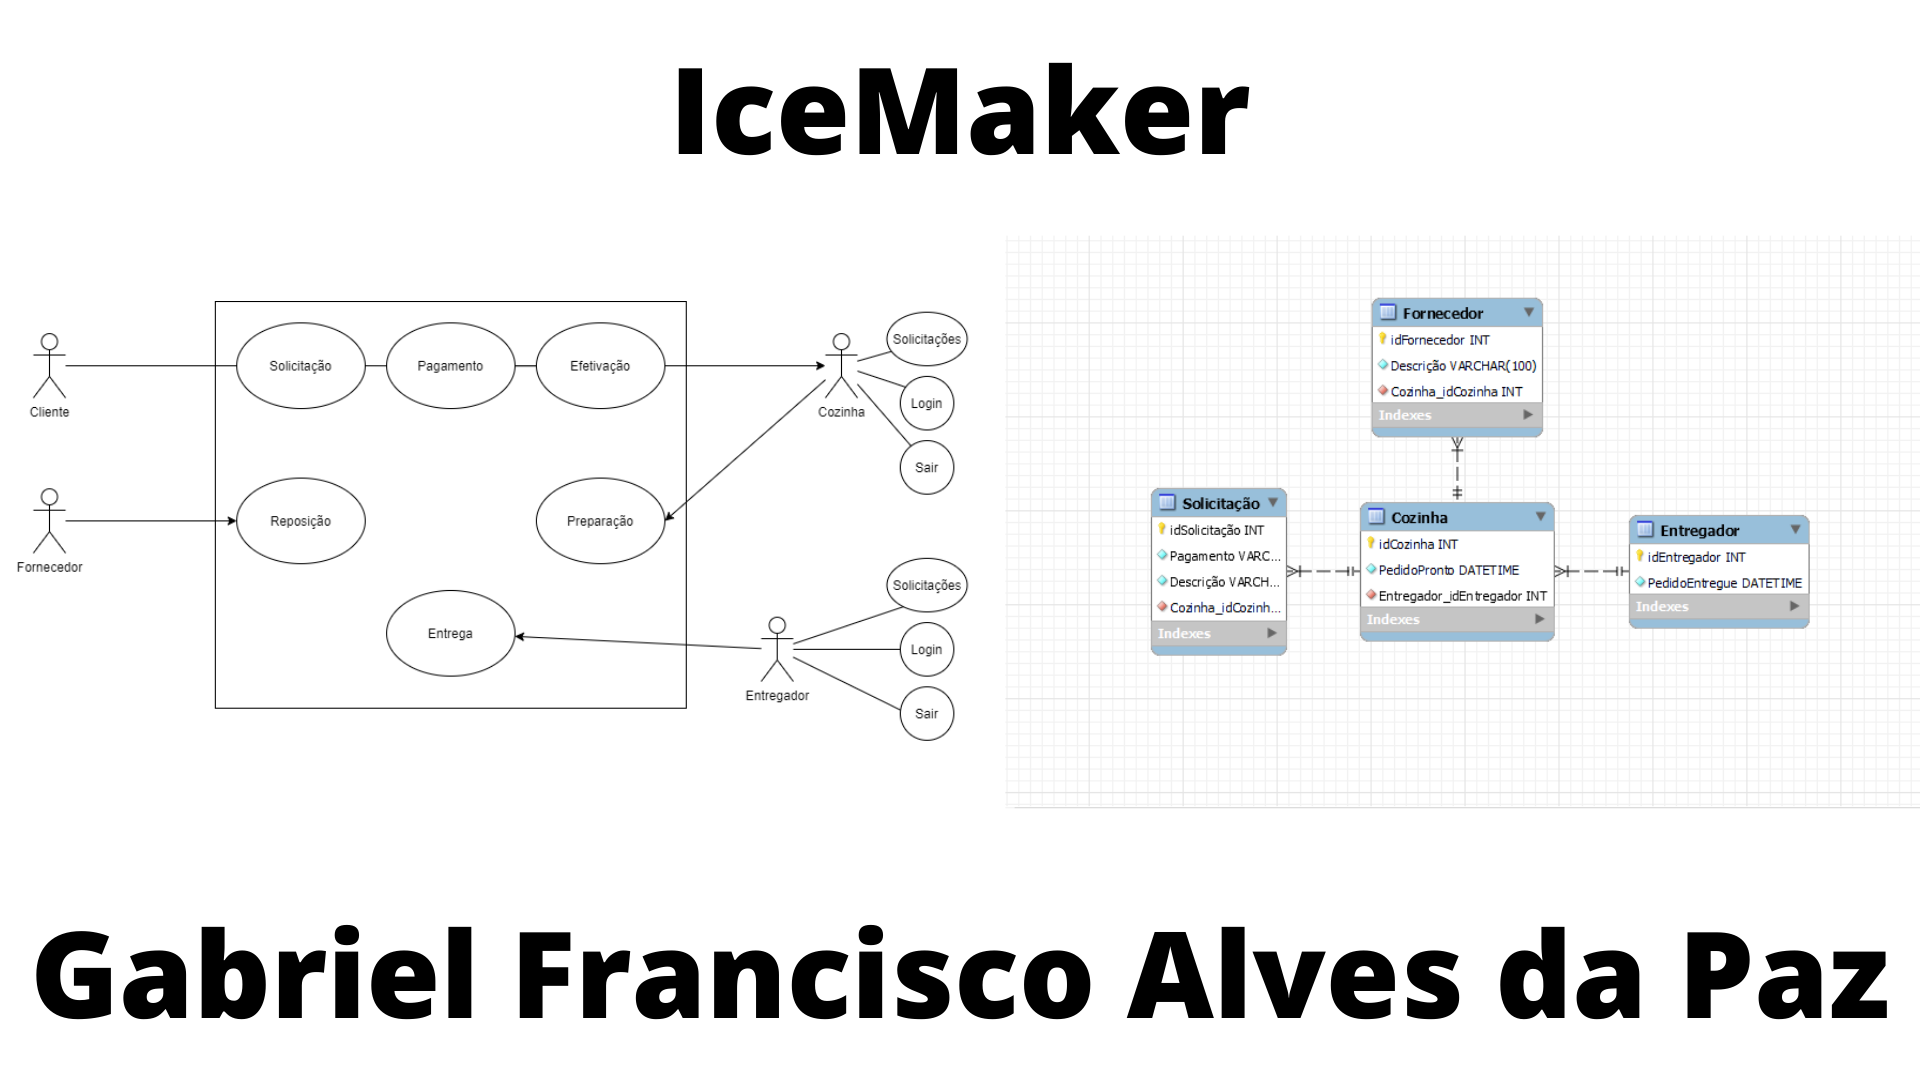 IceMaker
Solicitação
Pagamento
Efetivação
Cliente
Cozinha
Solicitações
Login
Sair
Fornecedor
Reposição
Preparação
Entrega
Entregador
Solicitações
Login
Sair
Fornecedor
idFornecedor INT
Descrição VARCHAR(100)
Cozinha_idCozinha INT
Indexes
Solicitação
idSolicitação INT
Pagamento VARC...
Descrição VARCH...
Cozinha_idCozinh...
Indexes
Cozinha
idCozinha INT
PedidoPronto DATETIME
Entregador_idEntregador INT
Indexes
Entregador
idEntregador INT
PedidoEntregue DATETIME
Indexes
Gabriel Francisco Alves da Paz